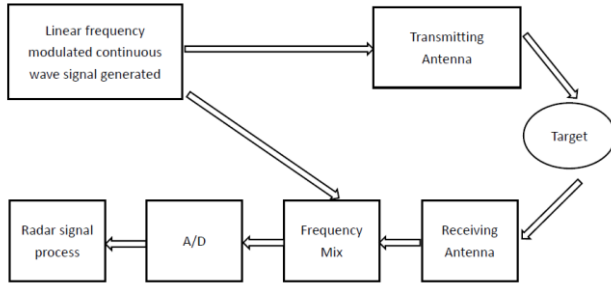 Linear frequency
modulated continuous
wave signal generated
Transmitting
Antenna
Target
Radar signal
process
A/D
Frequency
Mix
Receiving
Antenna